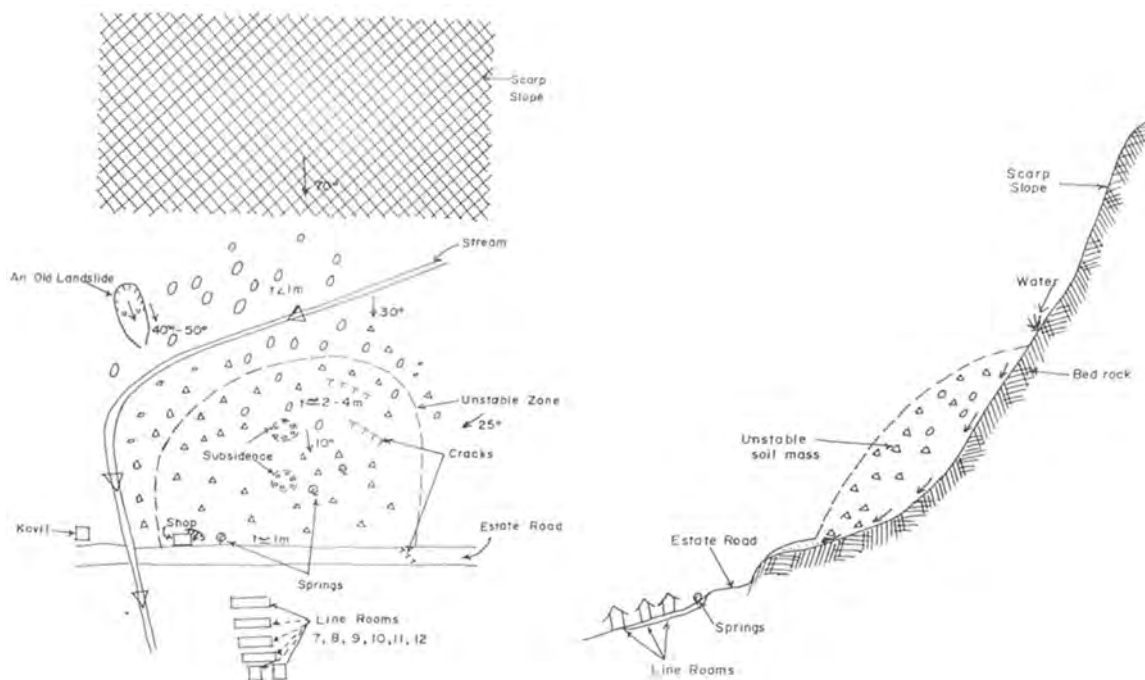 Scarp
Slope
70°
Stream
An Old Landslide
t<1m
30°
40°-50°
Unstable Zone
t≃2-4m
25°
10°
Cracks
Subsidence
Kovil
Shop
t≃1m
Estate Road
Springs
Line Rooms
7, 8, 9, 10, 11, 12
Scarp
Slope
Water
Bed rock
Unstable
soil mass
Estate Road
Springs
Line Rooms